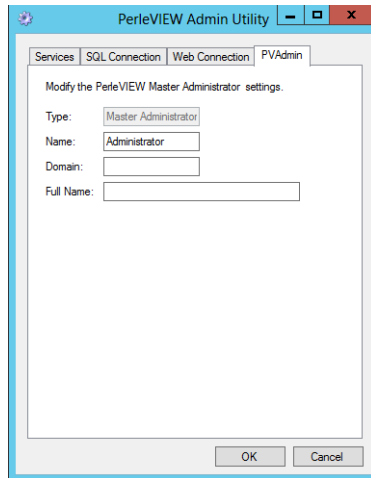 PerleVIEW Admin Utility
Services SQL Connection Web Connection PVAdmin
Modify the PerleVIEW Master Administrator settings.
Type: Master Administrator
Name: Administrator
Domain:
Full Name:
OK Cancel